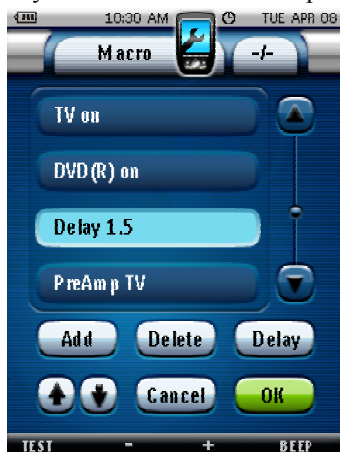 10:30 AM TUE APR 08
Macro -/-
TV on
DVD(R) on
Delay 1.5
PreAmp TV
Add Delete Delay
Cancel OK
TEST - + BEEP